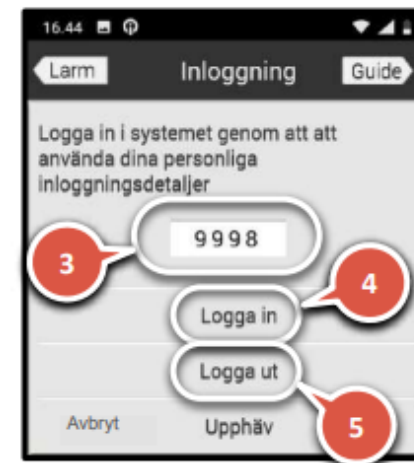 16.44
Larm Inloggning Guide
Logga in i systemet genom att att
använda dina personliga
inloggningsdetaljer
9998
3
4
Logga in
Logga ut
5
Avbryt Upphäv